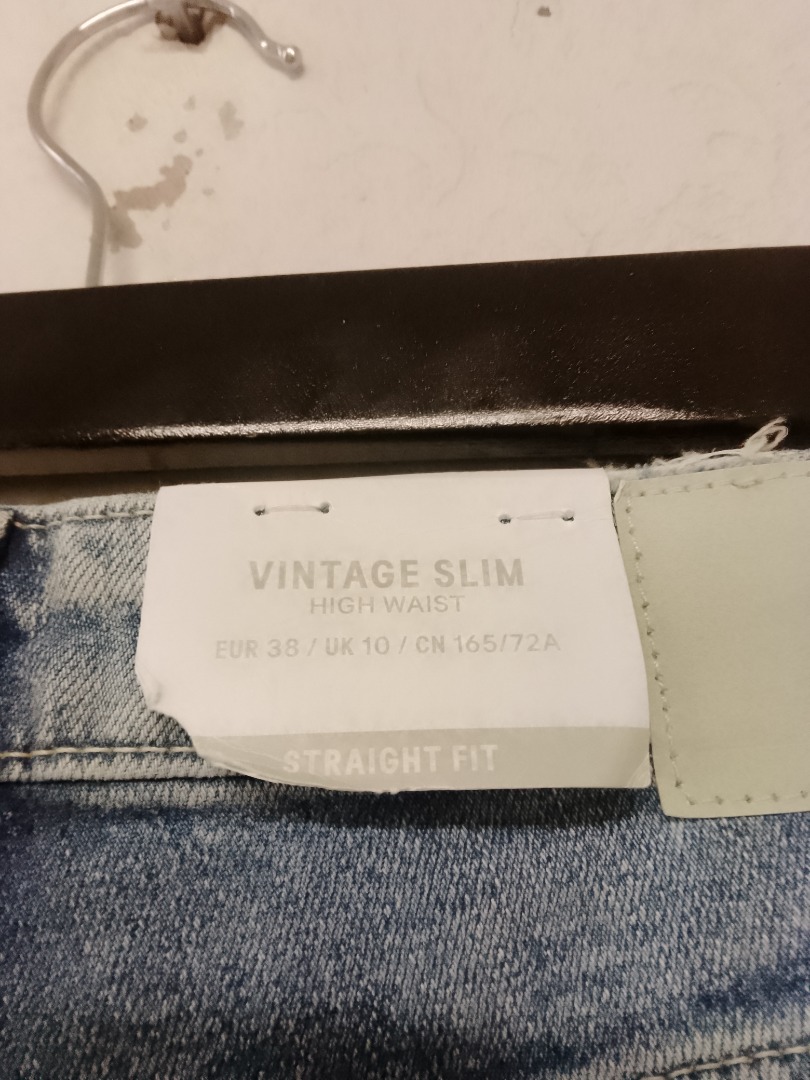 VINTAGE SLIM
HIGH WAIST
EUR 38 / UK 10 / CN 165/72A
STRAIGHT FIT